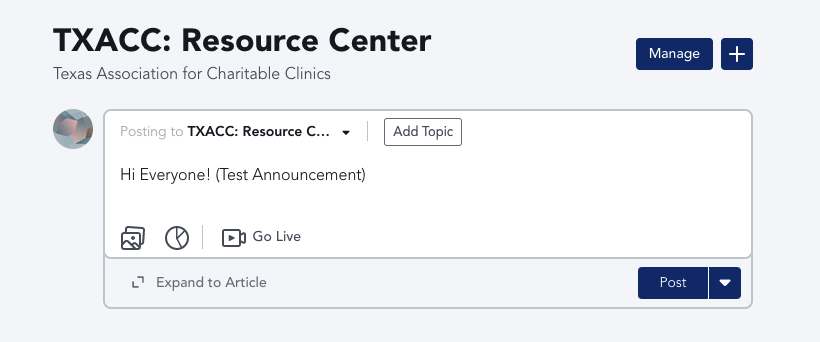 TXACC: Resource Center
Texas Association for Charitable Clinics
Manage
Posting to TXACC: Resource C... Add Topic
Hi Everyone! (Test Announcement)
Go Live
Expand to Article
Post